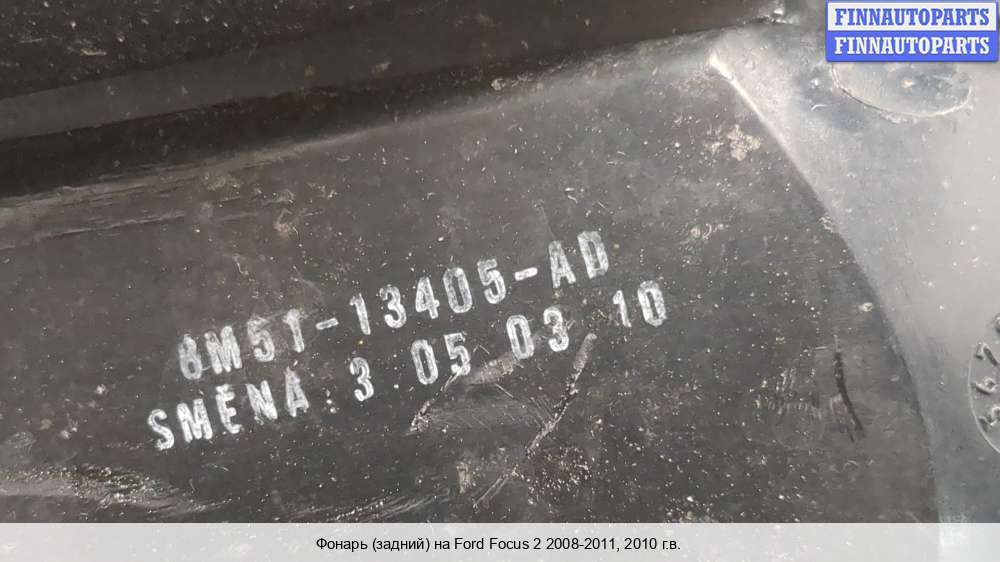 FINNAUTOPARTS
FINNAUTOPARTS
8M51-13405-AD
SMENA 3 05 03 10
Фонарь (задний) на Ford Focus 2 2008-2011, 2010 г.в.